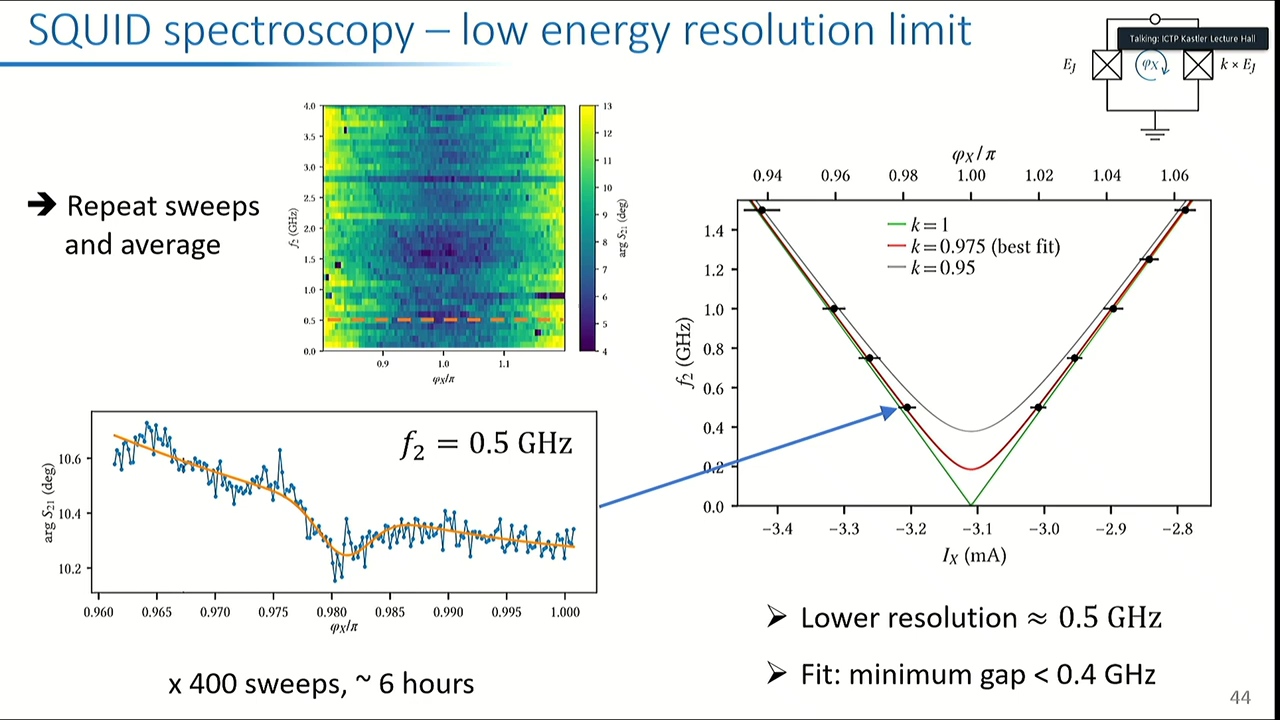 SQUID spectroscopy – low energy resolution limit
Talking: ICTP Kastler Lecture Hall
E_J
φ_X
k × E_J
➔ Repeat sweeps
and average
4.0
3.5
3.0
2.5
2.0
1.5
1.0
0.5
0.0
f₂ (GHz)
0.9 1.0 1.1
φ_X/π
13
12
11
10
9
8
7
6
5
4
arg S₂₁ (deg)
φ_X/π
0.94 0.96 0.98 1.00 1.02 1.04 1.06
k = 1
k = 0.975 (best fit)
k = 0.95
1.4
1.2
1.0
0.8
0.6
0.4
0.2
0.0
f₂ (GHz)
−3.4 −3.3 −3.2 −3.1 −3.0 −2.9 −2.8
I_X (mA)
f₂ = 0.5 GHz
10.6
10.4
10.2
arg S₂₁ (deg)
0.960 0.965 0.970 0.975 0.980 0.985 0.990 0.995 1.000
φ_X/π
x 400 sweeps, ~ 6 hours
➢ Lower resolution ≈ 0.5 GHz
➢ Fit: minimum gap < 0.4 GHz
44